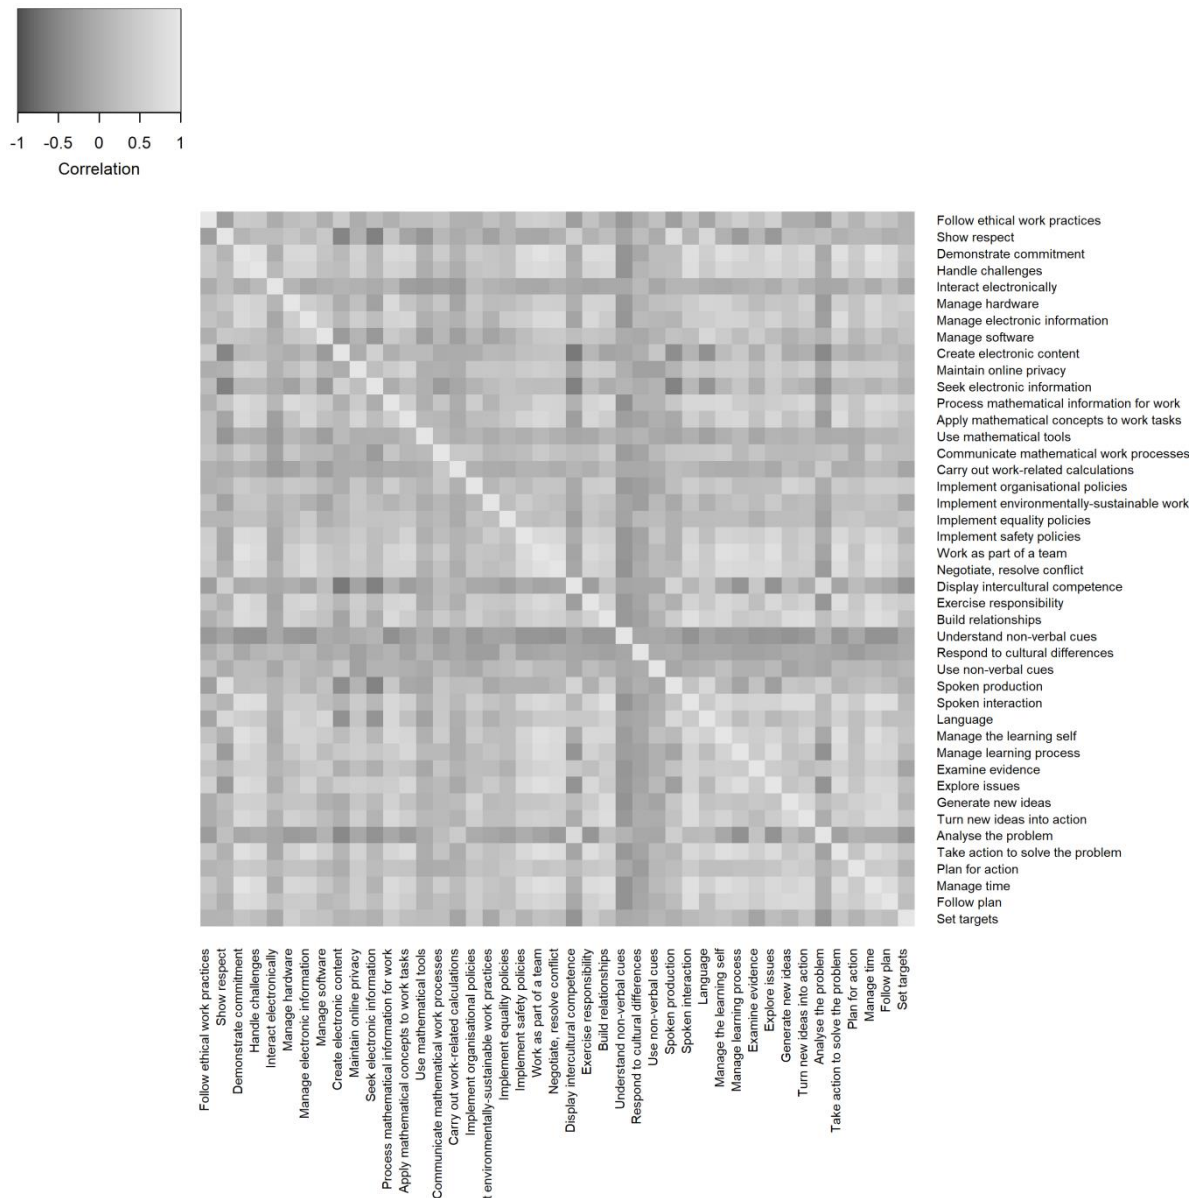 -1 -0.5 0 0.5 1
Correlation
Follow ethical work practices
Show respect
Demonstrate commitment
Handle challenges
Interact electronically
Manage hardware
Manage electronic information
Manage software
Create electronic content
Maintain online privacy
Seek electronic information
Process mathematical information for work
Apply mathematical concepts to work tasks
Use mathematical tools
Communicate mathematical work processes
Carry out work-related calculations
Implement organisational policies
Implement environmentally-sustainable work
Implement equality policies
Implement safety policies
Work as part of a team
Negotiate, resolve conflict
Display intercultural competence
Exercise responsibility
Build relationships
Understand non-verbal cues
Respond to cultural differences
Use non-verbal cues
Spoken production
Spoken interaction
Language
Manage the learning self
Manage learning process
Examine evidence
Explore issues
Generate new ideas
Turn new ideas into action
Analyse the problem
Take action to solve the problem
Plan for action
Manage time
Follow plan
Set targets
Follow ethical work practices
Show respect
Demonstrate commitment
Handle challenges
Interact electronically
Manage hardware
Manage electronic information
Manage software
Create electronic content
Maintain online privacy
Seek electronic information
Process mathematical information for work
Apply mathematical concepts to work tasks
Use mathematical tools
Communicate mathematical work processes
Carry out work-related calculations
Implement organisational policies
t environmentally-sustainable work practices
Implement equality policies
Implement safety policies
Work as part of a team
Negotiate, resolve conflict
Display intercultural competence
Exercise responsibility
Build relationships
Understand non-verbal cues
Respond to cultural differences
Use non-verbal cues
Spoken production
Spoken interaction
Language
Manage the learning self
Manage learning process
Examine evidence
Explore issues
Generate new ideas
Turn new ideas into action
Analyse the problem
Take action to solve the problem
Plan for action
Manage time
Follow plan
Set targets